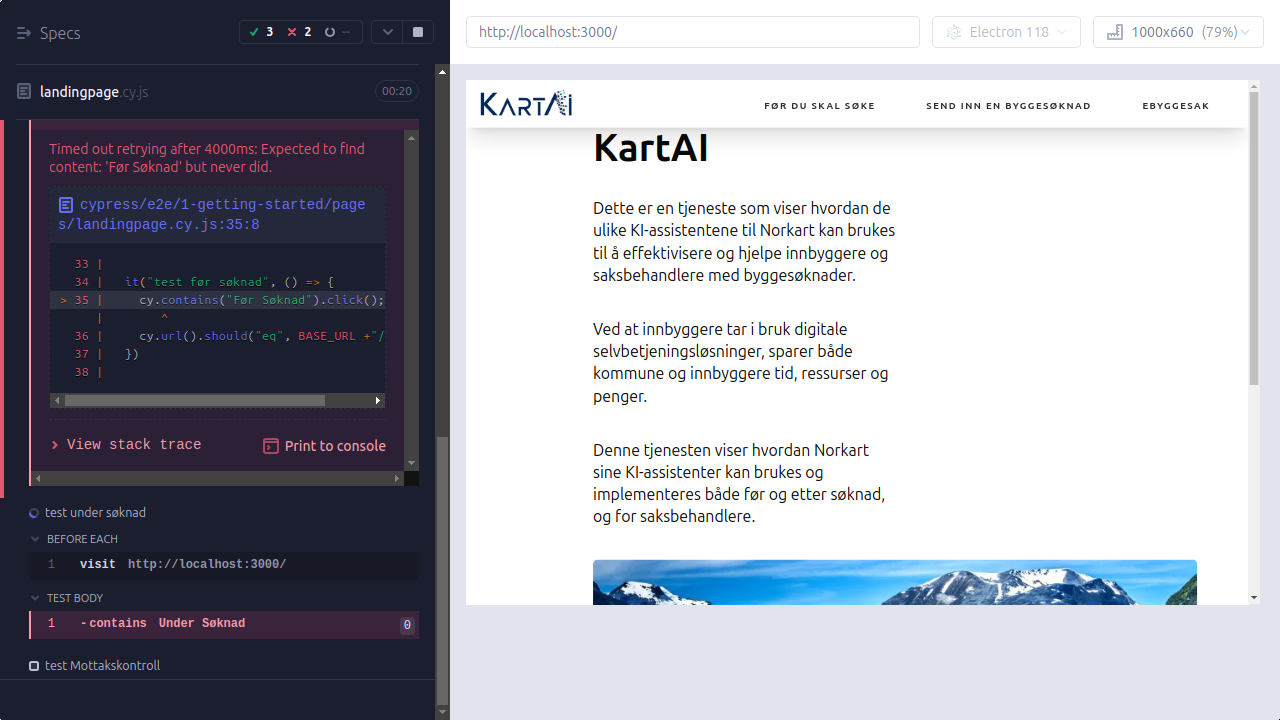 Specs
3
2
--
landingpage.cy.js
00:20
Timed out retrying after 4000ms: Expected to find
content: 'Før Søknad' but never did.
cypress/e2e/1-getting-started/page
s/landingpage.cy.js:35:8
33 |
34 |   it("test før søknad", () => {
> 35 |     cy.contains("Før Søknad").click();
|        ^
36 |     cy.url().should("eq", BASE_URL +"/
37 |   })
38 |
View stack trace
Print to console
test under søknad
BEFORE EACH
1 visit http://localhost:3000/
TEST BODY
1 -contains Under Søknad 0
test Mottakskontroll
http://localhost:3000/
Electron 118
1000x660 (79%)
KARTAI
FØR DU SKAL SØKE
SEND INN EN BYGGESØKNAD
EBYGGESAK
KartAI
Dette er en tjeneste som viser hvordan de
ulike KI-assistentene til Norkart kan brukes
til å effektivisere og hjelpe innbyggere og
saksbehandlere med byggesøknader.
Ved at innbyggere tar i bruk digitale
selvbetjeningsløsninger, sparer både
kommune og innbyggere tid, ressurser og
penger.
Denne tjenesten viser hvordan Norkart
sine KI-assistenter kan brukes og
implementeres både før og etter søknad,
og for saksbehandlere.